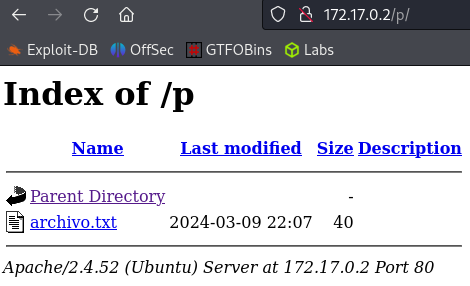 172.17.0.2/p/
Exploit-DB OffSec GTFOBins Labs
Index of /p
Name Last modified Size Description
Parent Directory -
archivo.txt 2024-03-09 22:07 40
Apache/2.4.52 (Ubuntu) Server at 172.17.0.2 Port 80